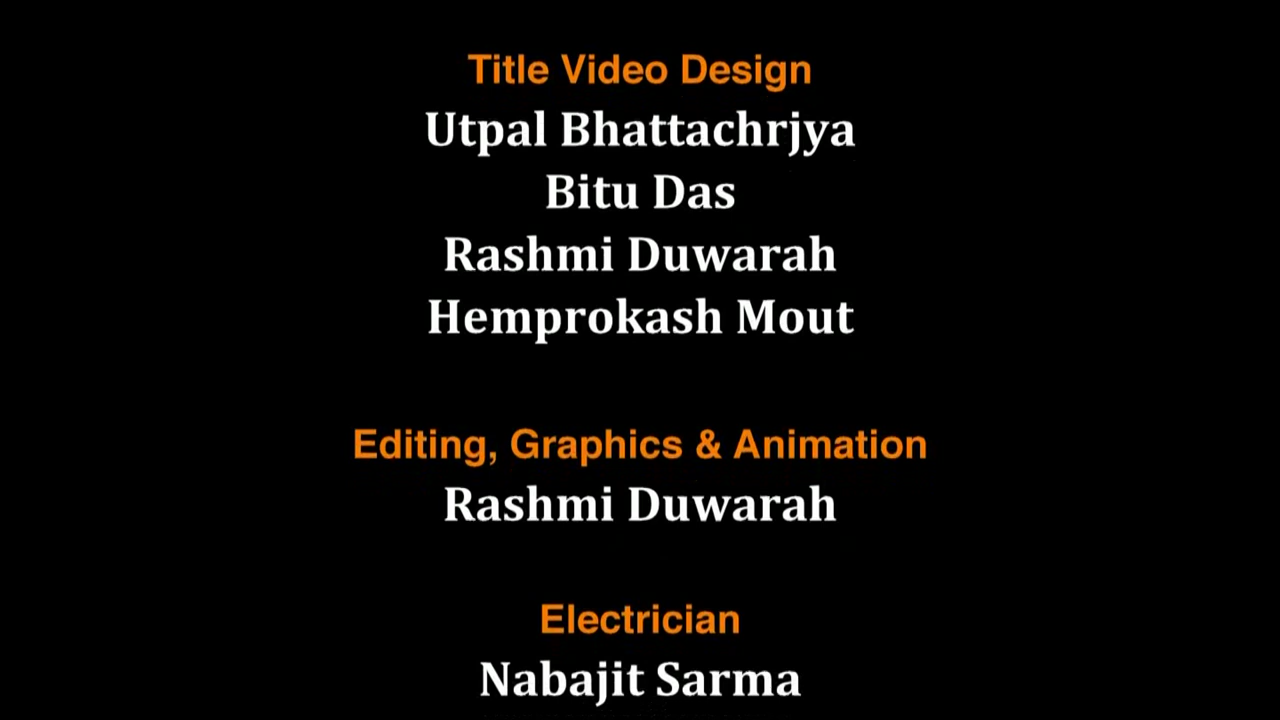 Title Video Design
Utpal Bhattachrjya
Bitu Das
Rashmi Duwarah
Hemprokash Mout
Editing, Graphics & Animation
Rashmi Duwarah
Electrician
Nabajit Sarma